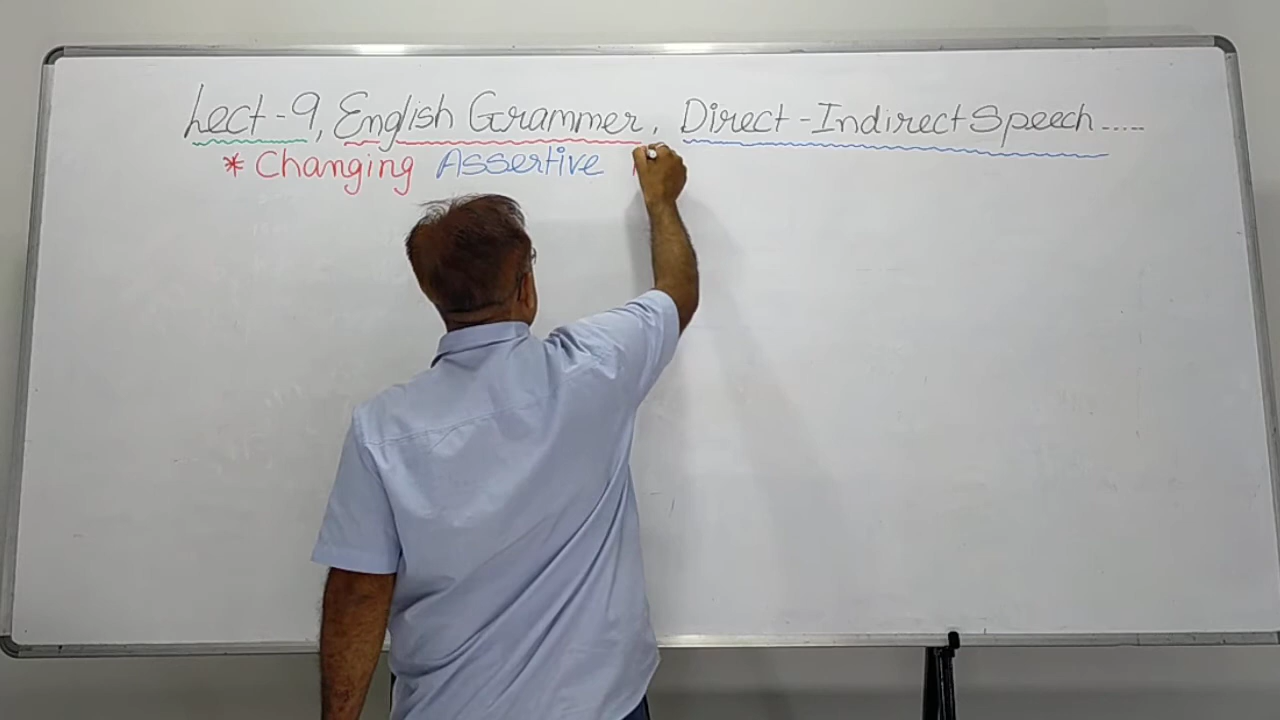 Lect-9, English Grammer, Direct-Indirect Speech.....
* Changing Assertive